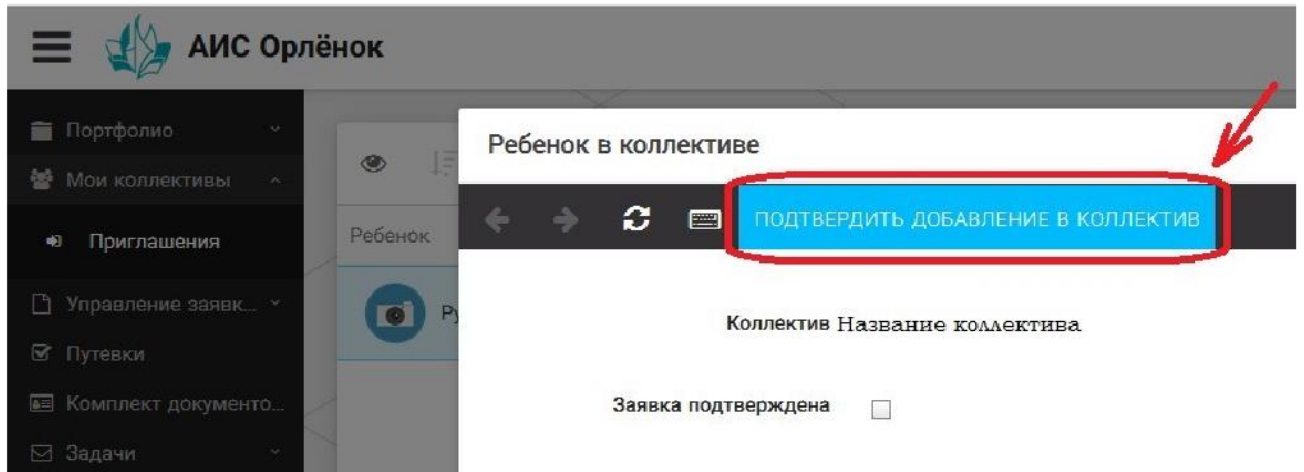 АИС Орлёнок
Портфолио
Мои коллективы
Приглашения
Управление заявк...
Путевки
Комплект документо...
Задачи
Ребенок
Ру
Ребенок в коллективе
ПОДТВЕРДИТЬ ДОБАВЛЕНИЕ В КОЛЛЕКТИВ
Коллектив Название коллектива
Заявка подтверждена